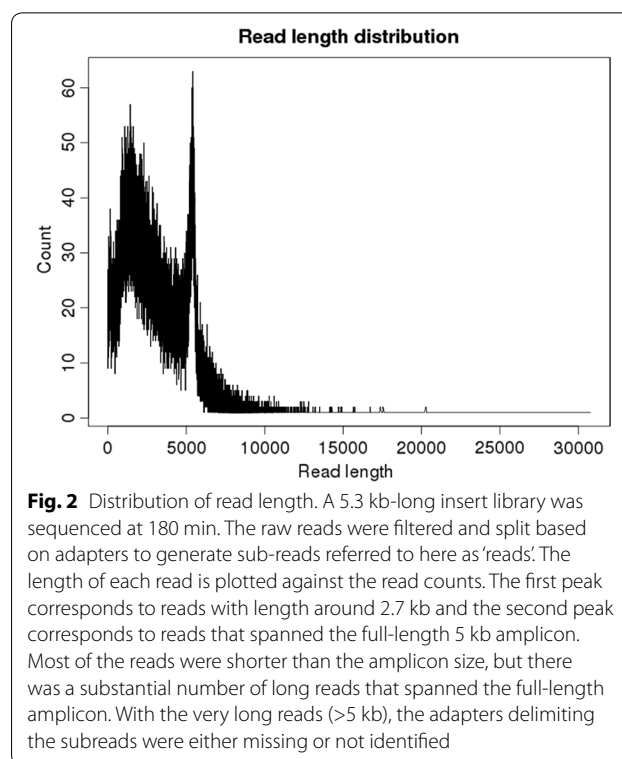 Read length distribution
60
50
40
30
20
10
0
Count
0 5000 10000 15000 20000 25000 30000
Read length
Fig. 2 Distribution of read length. A 5.3 kb-long insert library was
sequenced at 180 min. The raw reads were filtered and split based
on adapters to generate sub-reads referred to here as ‘reads’. The
length of each read is plotted against the read counts. The first peak
corresponds to reads with length around 2.7 kb and the second peak
corresponds to reads that spanned the full-length 5 kb amplicon.
Most of the reads were shorter than the amplicon size, but there
was a substantial number of long reads that spanned the full-length
amplicon. With the very long reads (>5 kb), the adapters delimiting
the subreads were either missing or not identified